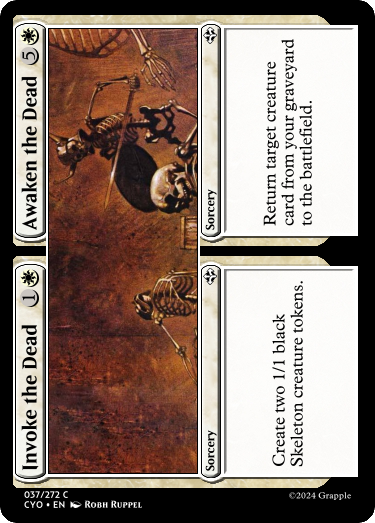 Invoke the Dead 1
Sorcery
Create two 1/1 black
Skeleton creature tokens.
Awaken the Dead 5
Sorcery
Return target creature
card from your graveyard
to the battlefield.
037/272 C
CYO • EN ROBH RUPPEL
©2024 Grapple